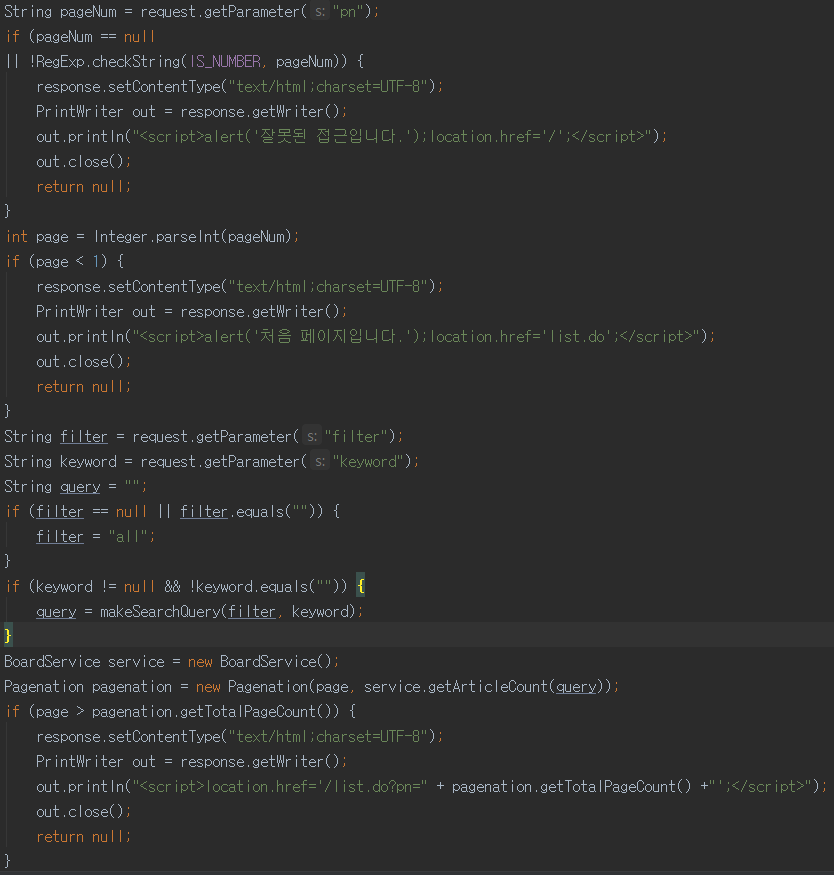 String pageNum = request.getParameter( s: "pn");
if (pageNum == null
|| !RegExp.checkString(IS_NUMBER, pageNum)) {
response.setContentType("text/html;charset=UTF-8");
PrintWriter out = response.getWriter();
out.println("<script>alert('잘못된 접근입니다.');location.href='/';</script>");
out.close();
return null;
}
int page = Integer.parseInt(pageNum);
if (page < 1) {
response.setContentType("text/html;charset=UTF-8");
PrintWriter out = response.getWriter();
out.println("<script>alert('처음 페이지입니다.');location.href='list.do';</script>");
out.close();
return null;
}
String filter = request.getParameter( s: "filter");
String keyword = request.getParameter( s: "keyword");
String query = "";
if (filter == null || filter.equals("")) {
filter = "all";
}
if (keyword != null && !keyword.equals("")) {
query = makeSearchQuery(filter, keyword);
}
BoardService service = new BoardService();
Pagenation pagenation = new Pagenation(page, service.getArticleCount(query));
if (page > pagenation.getTotalPageCount()) {
response.setContentType("text/html;charset=UTF-8");
PrintWriter out = response.getWriter();
out.println("<script>location.href='/list.do?pn=" + pagenation.getTotalPageCount() +"';</script>");
out.close();
return null;
}